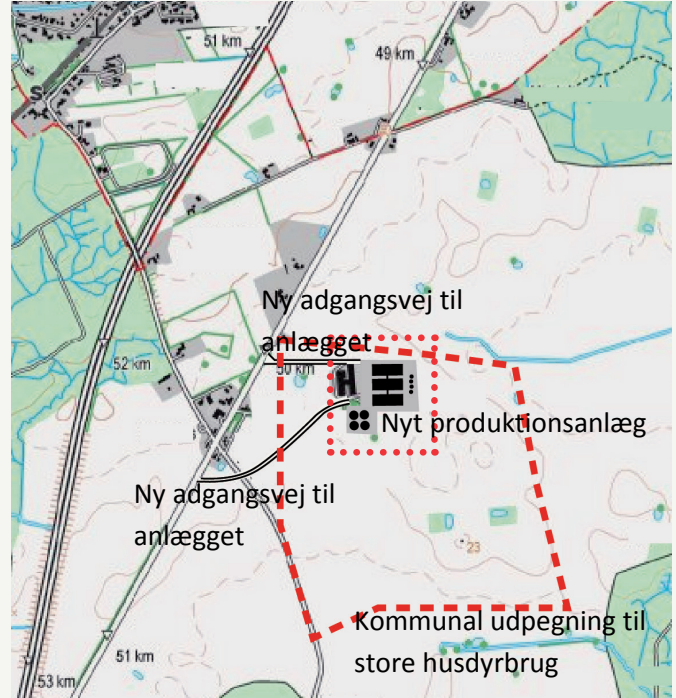 51 km
49 km
S
Ny adgangsvej til
anlægget
50 km
52 km
Nyt produktionsanlæg
Ny adgangsvej til
anlægget
23
Kommunal udpegning til
store husdyrbrug
51 km
53 km